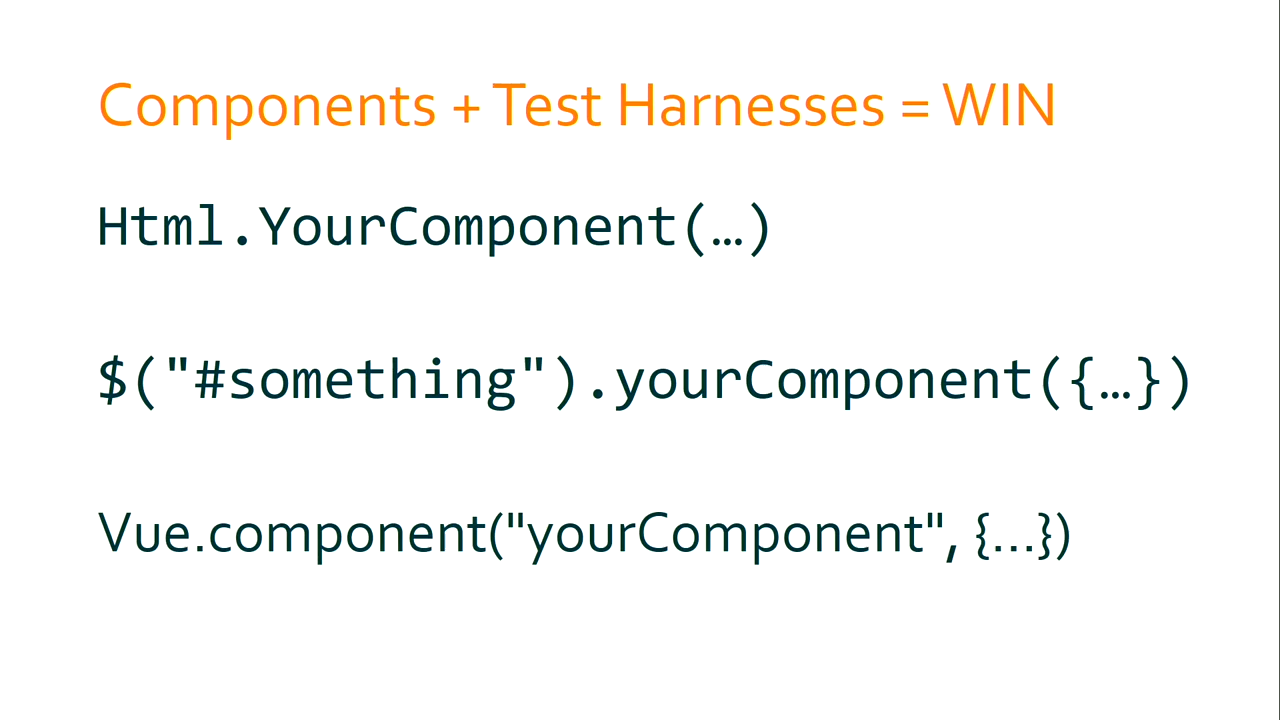 Components + Test Harnesses = WIN
Html.YourComponent(…)
$("#something").yourComponent({…})
Vue.component("yourComponent", {…})